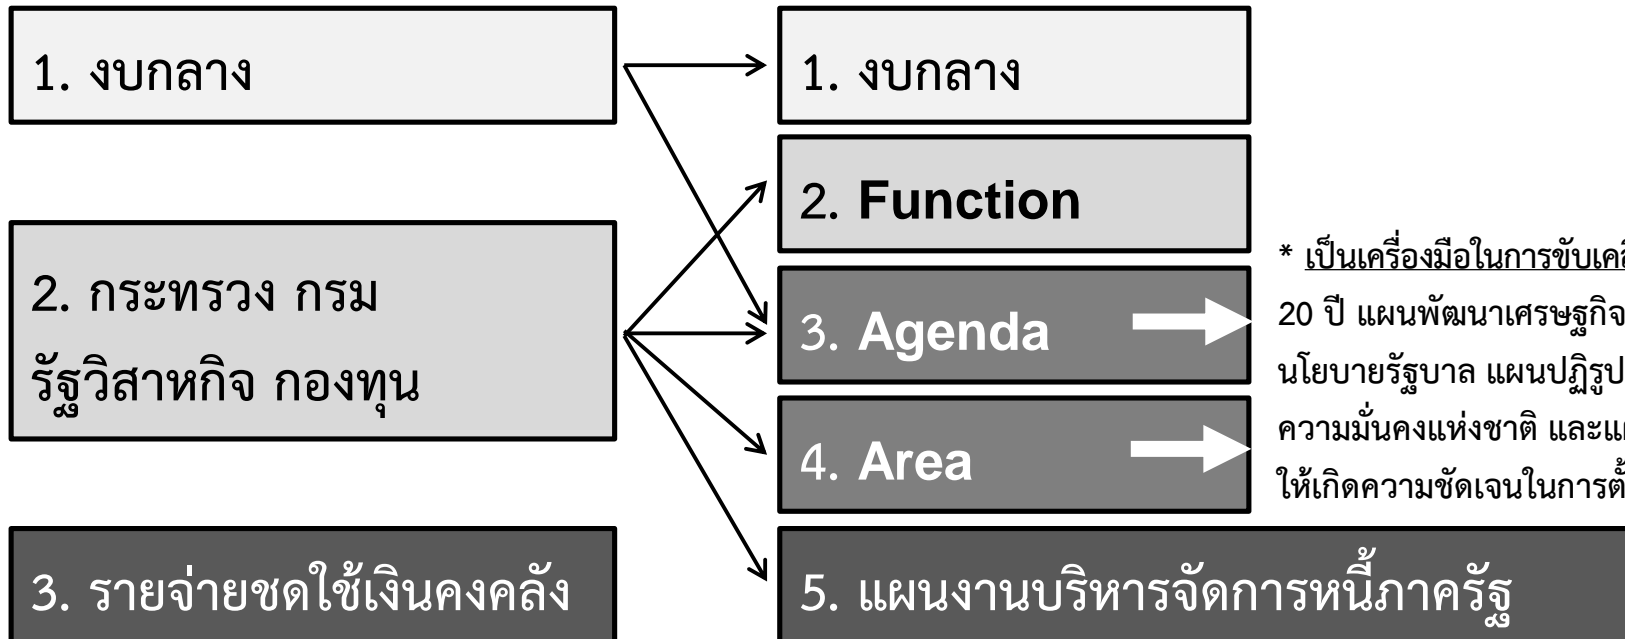 1. งบกลาง
2. กระทรวง กรม
รัฐวิสาหกิจ กองทุน
3. รายจ่ายชดใช้เงินคงคลัง
1. งบกลาง
2. Function
3. Agenda
4. Area
5. แผนงานบริหารจัดการหนี้ภาครัฐ
* เป็นเครื่องมือในการ
20 ปี แผนพัฒนาเศรษฐกิจ
นโยบายรัฐบาล แผนปฏิรูป
ความมั่นคงแห่งชาติ และ
ให้เกิดความชัดเจนในการ